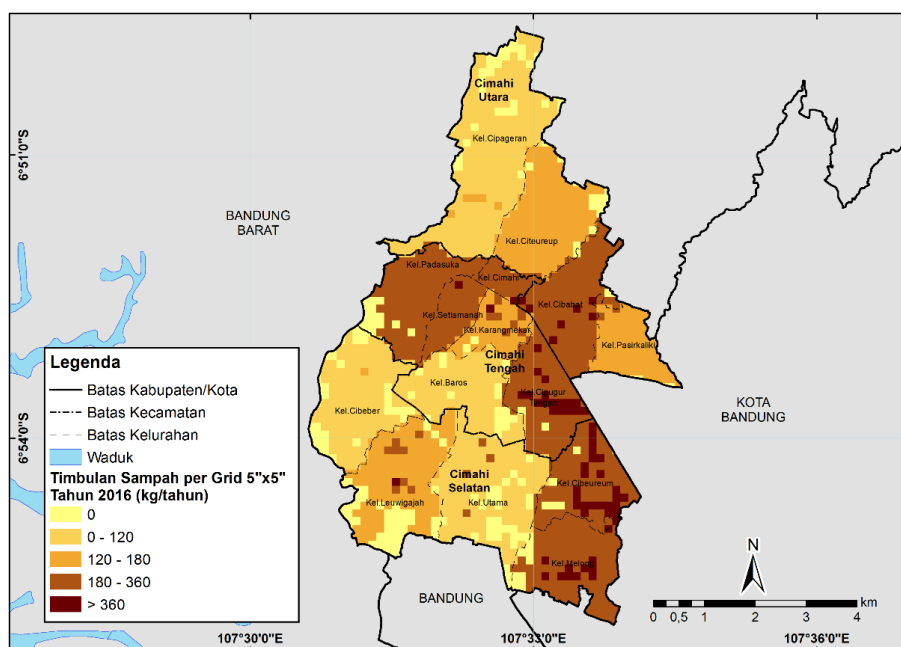 Cimahi
Utara
Kel.Cipageran
6°51'0"S
BANDUNG
BARAT
Kel.Citeureup
Kel.Padasuka
Kel.Cimahi
Kel.Cibabat
Kel.Setiamanah
Kel.Karangmekar
Kel.Pasirkaliki
Cimahi
Tengah
Kel.Baros
Kel.Cigugur
Tengah
Kel.Cibeber
KOTA
BANDUNG
6°54'0"S
Cimahi
Selatan
Kel.Cibeureum
Kel.Leuwigajah
Kel.Utama
Kel.Melong
BANDUNG
Legenda
Batas Kabupaten/Kota
Batas Kecamatan
Batas Kelurahan
Waduk
Timbulan Sampah per Grid 5"x5"
Tahun 2016 (kg/tahun)
0
0 - 120
120 - 180
180 - 360
> 360
N
km
0 0,5 1 2 3 4
107°30'0"E
107°33'0"E
107°36'0"E